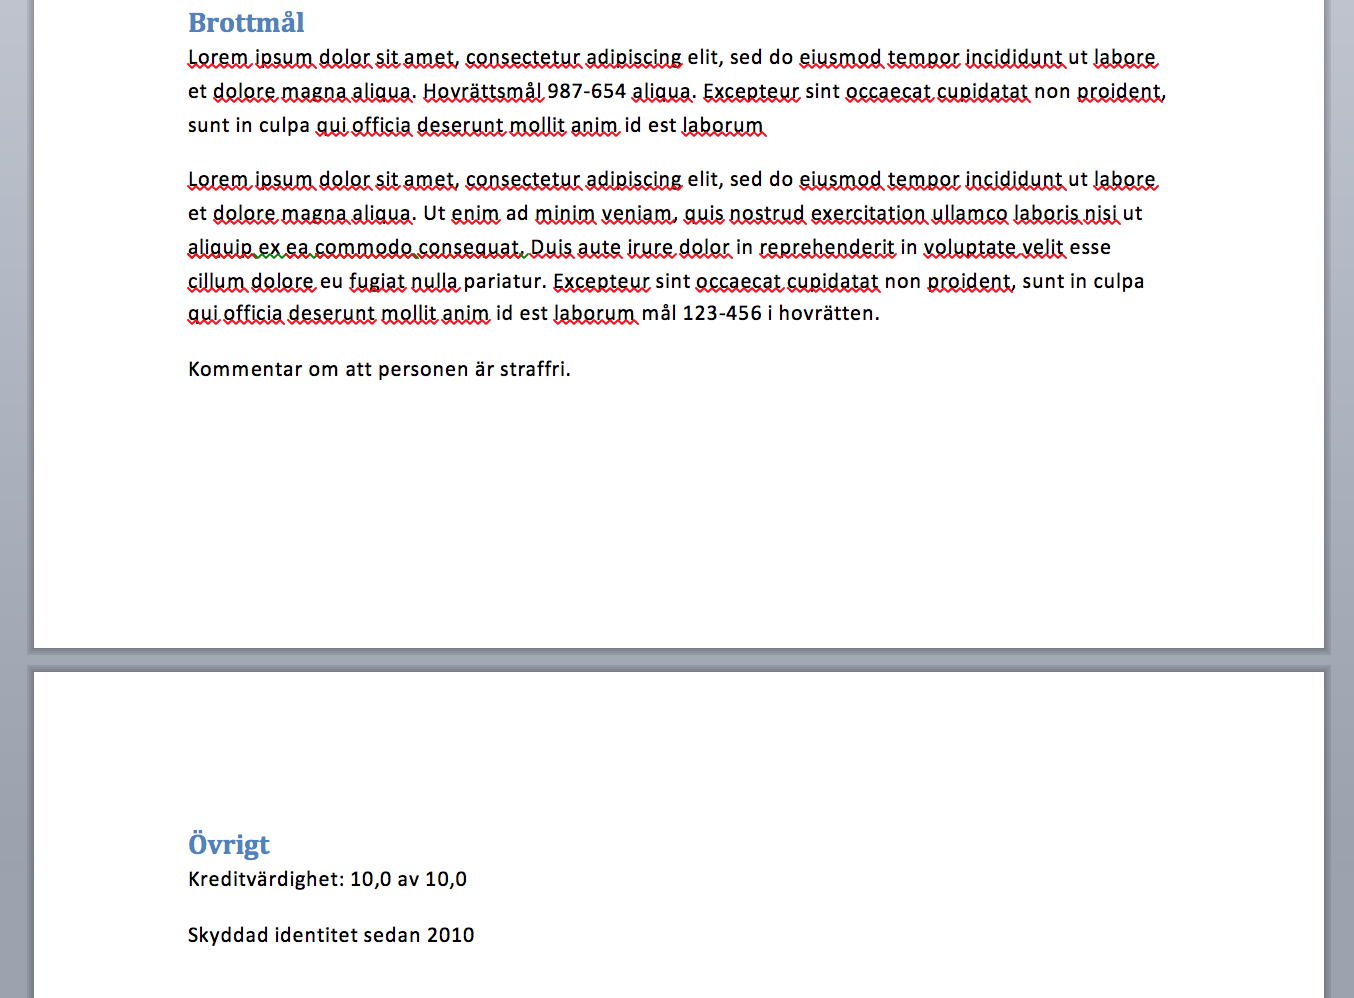 Brottmål
Lorem ipsum dolor sit amet, consectetur adipiscing elit, sed do eiusmod tempor incididunt ut labore
et dolore magna aliqua. Hovrättsmål 987-654 aliqua. Excepteur sint occaecat cupidatat non proident,
sunt in culpa qui officia deserunt mollit anim id est laborum
Lorem ipsum dolor sit amet, consectetur adipiscing elit, sed do eiusmod tempor incididunt ut labore
et dolore magna aliqua. Ut enim ad minim veniam, quis nostrud exercitation ullamco laboris nisi ut
aliquip ex ea commodo consequat. Duis aute irure dolor in reprehenderit in voluptate velit esse
cillum dolore eu fugiat nulla pariatur. Excepteur sint occaecat cupidatat non proident, sunt in culpa
qui officia deserunt mollit anim id est laborum mål 123-456 i hovrätten.
Kommentar om att personen är straffri.
Övrigt
Kreditvärdighet: 10,0 av 10,0
Skyddad identitet sedan 2010